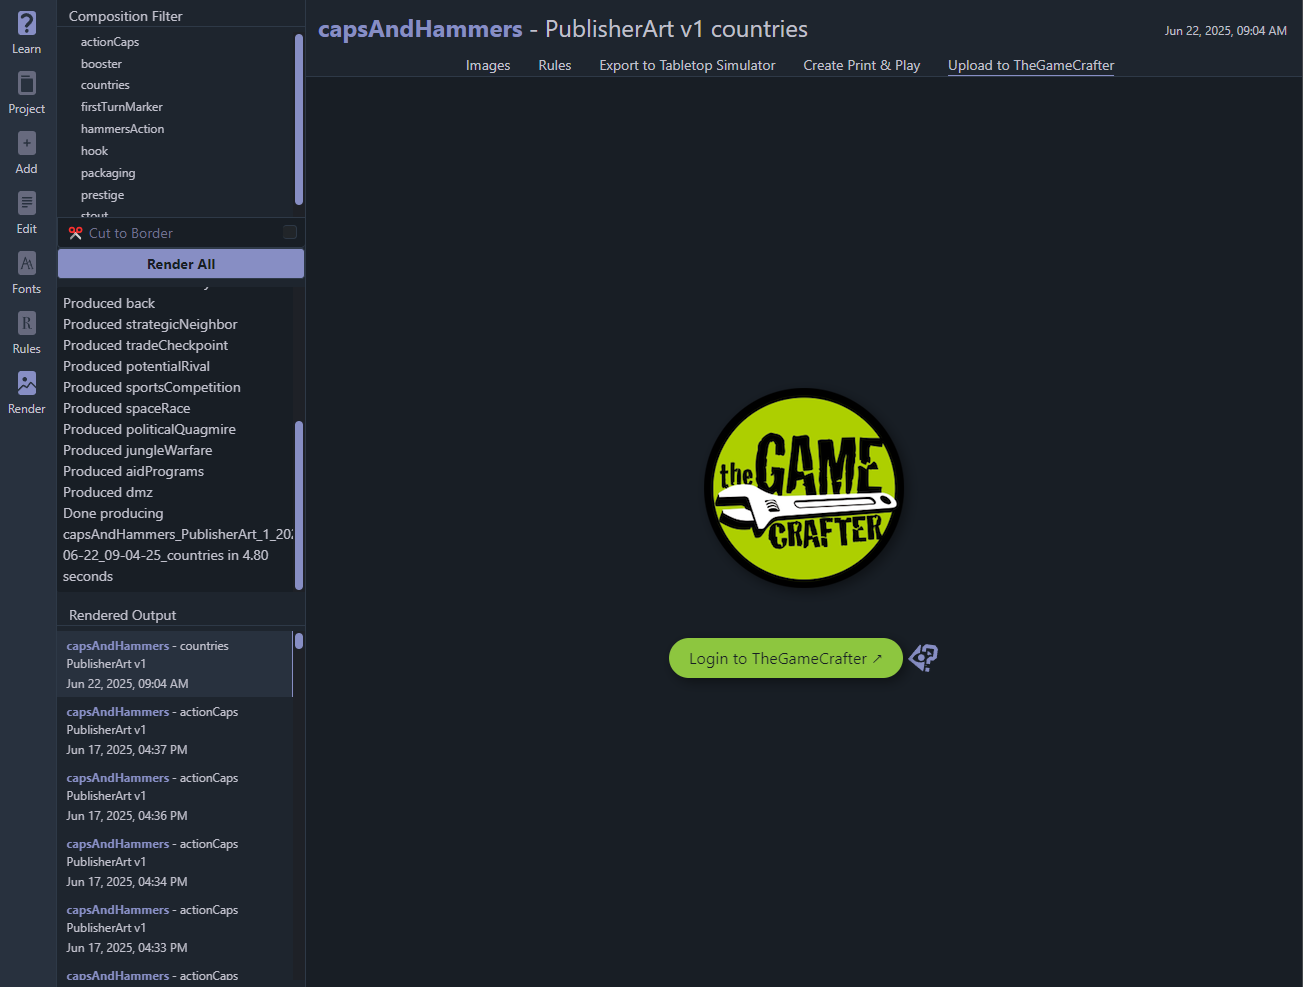 Learn
Project
Add
Edit
Fonts
Rules
Render
Composition Filter
actionCaps
booster
countries
firstTurnMarker
hammersAction
hook
packaging
prestige
stout
Cut to Border
Render All
Produced back
Produced strategicNeighbor
Produced tradeCheckpoint
Produced potentialRival
Produced sportsCompetition
Produced spaceRace
Produced politicalQuagmire
Produced jungleWarfare
Produced aidPrograms
Produced dmz
Done producing
capsAndHammers_PublisherArt_1_202
06-22_09-04-25_countries in 4.80
seconds
Rendered Output
capsAndHammers - countries
PublisherArt v1
Jun 22, 2025, 09:04 AM
capsAndHammers - actionCaps
PublisherArt v1
Jun 17, 2025, 04:37 PM
capsAndHammers - actionCaps
PublisherArt v1
Jun 17, 2025, 04:36 PM
capsAndHammers - actionCaps
PublisherArt v1
Jun 17, 2025, 04:34 PM
capsAndHammers - actionCaps
PublisherArt v1
Jun 17, 2025, 04:33 PM
capsAndHammers - actionCaps
capsAndHammers - PublisherArt v1 countries
Jun 22, 2025, 09:04 AM
Images Rules Export to Tabletop Simulator Create Print & Play Upload to TheGameCrafter
the GAME
CRAFTER
Login to TheGameCrafter ↗